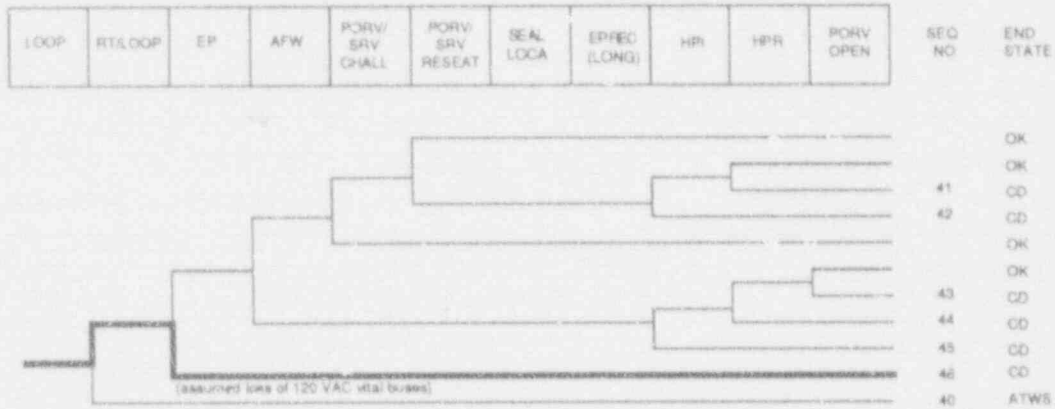 LOOP
RT/LOOP
EP
AFW
PORV/
SRV
CHALL
PORV/
SRV
RESEAT
SEAL
LOCA
EP REC
(LONG)
HPI
HPR
PORV
OPEN
SEQ
NO
END
STATE
OK
OK
41 CD
42 CD
OK
OK
43 CD
44 CD
45 CD
46 CD
(assumed loss of 120 VAC vital buses)
40 ATWS